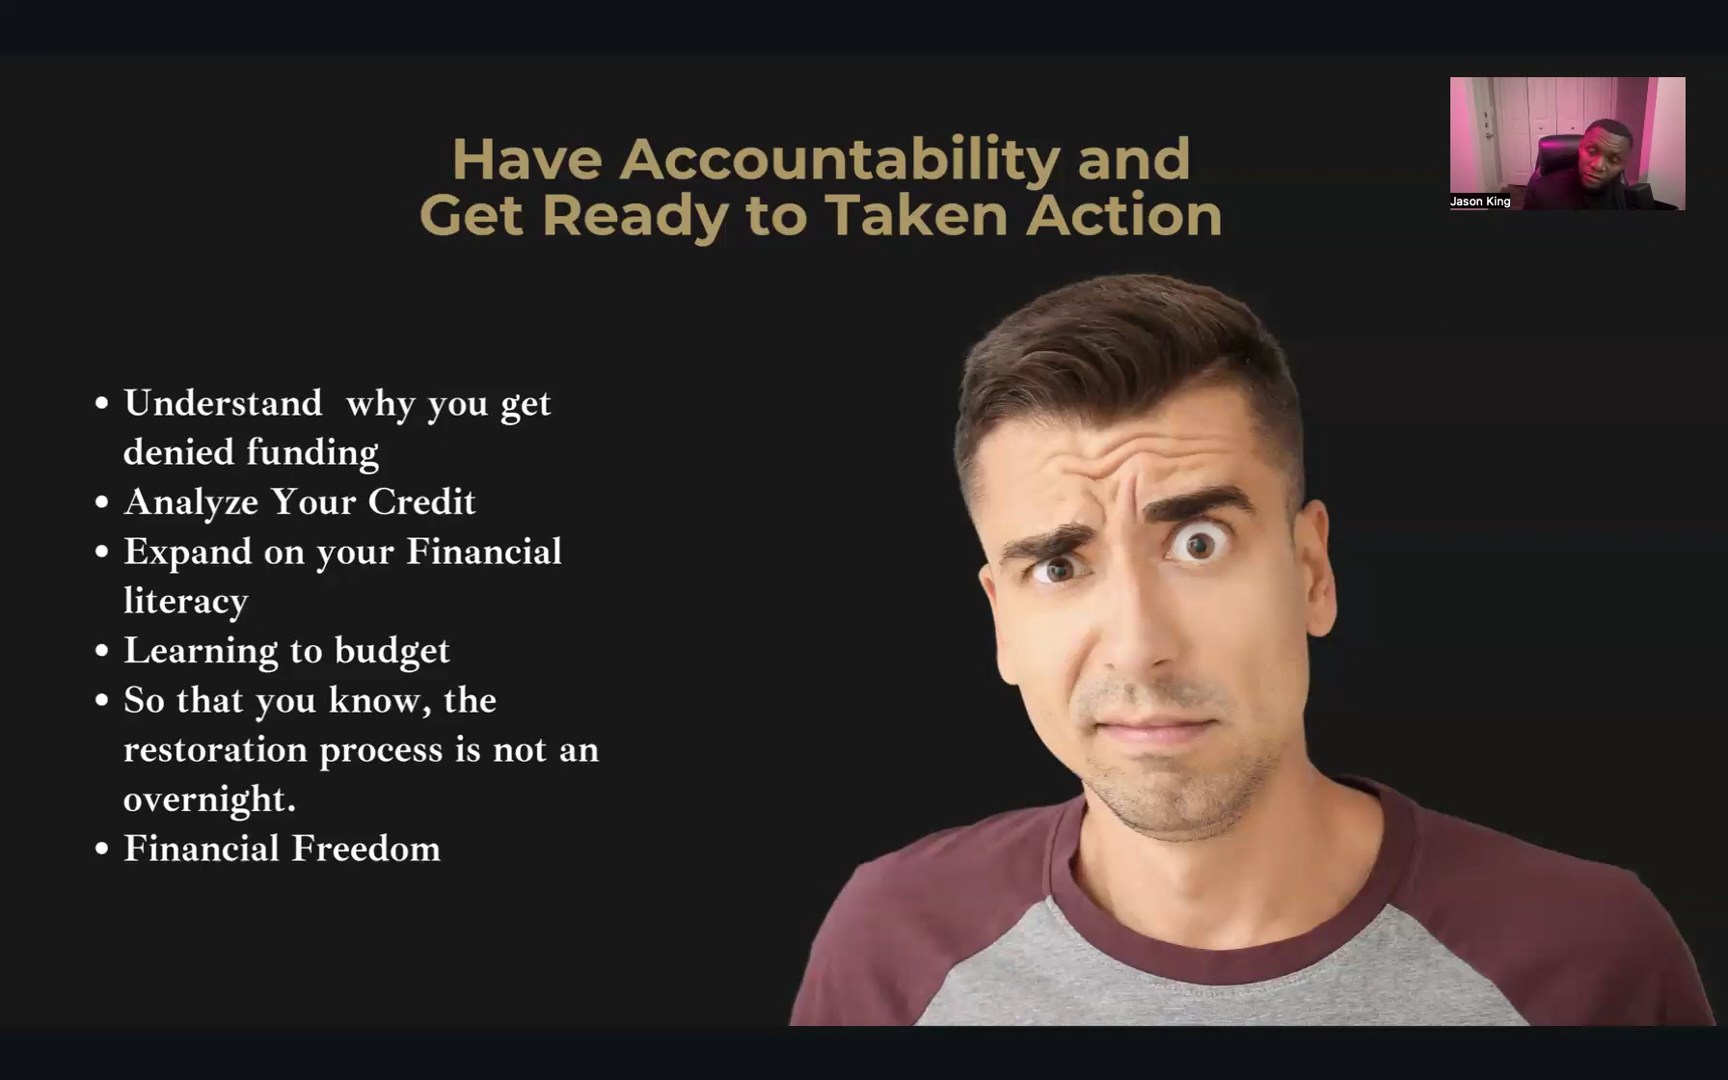 Have Accountability and
Get Ready to Taken Action
Jason King
• Understand  why you get
denied funding
• Analyze Your Credit
• Expand on your Financial
literacy
• Learning to budget
• So that you know, the
restoration process is not an
overnight.
• Financial Freedom